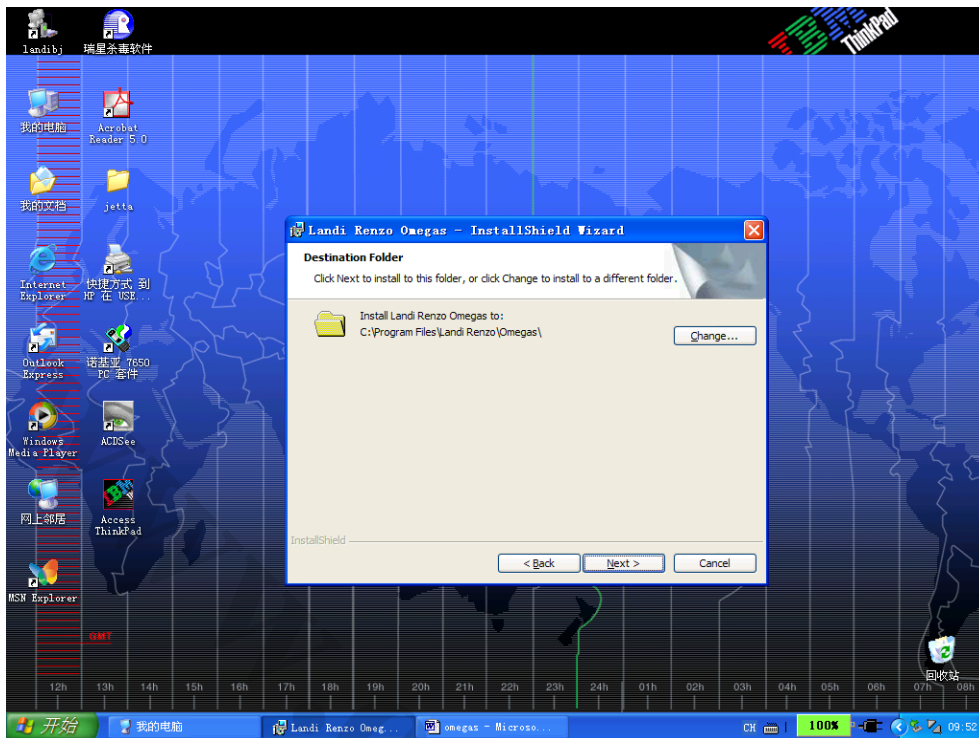 landibj
瑞星杀毒软件
IBM
ThinkPad
我的电脑
Acrobat
Reader 5.0
我的文档
jetta
Internet
Explorer
快捷方式 到
HP 在 USE...
Outlook
Express
诺基亚 7650
PC 套件
Windows
Media Player
ACDSee
网上邻居
IBM
Access
ThinkPad
MSN Explorer
Landi Renzo Omegas - InstallShield Wizard
Destination Folder
Click Next to install to this folder, or click Change to install to a different folder.
Install Landi Renzo Omegas to:
C:\Program Files\Landi Renzo\Omegas\
Change...
InstallShield
< Back
Next >
Cancel
GMT
回收站
12h 13h 14h 15h 16h 17h 18h 19h 20h 21h 22h 23h 24h 01h 02h 03h 04h 05h 06h 07h 08h
开始
我的电脑
Landi Renzo Omeg...
omegas - Microso...
CH
100%
09:52